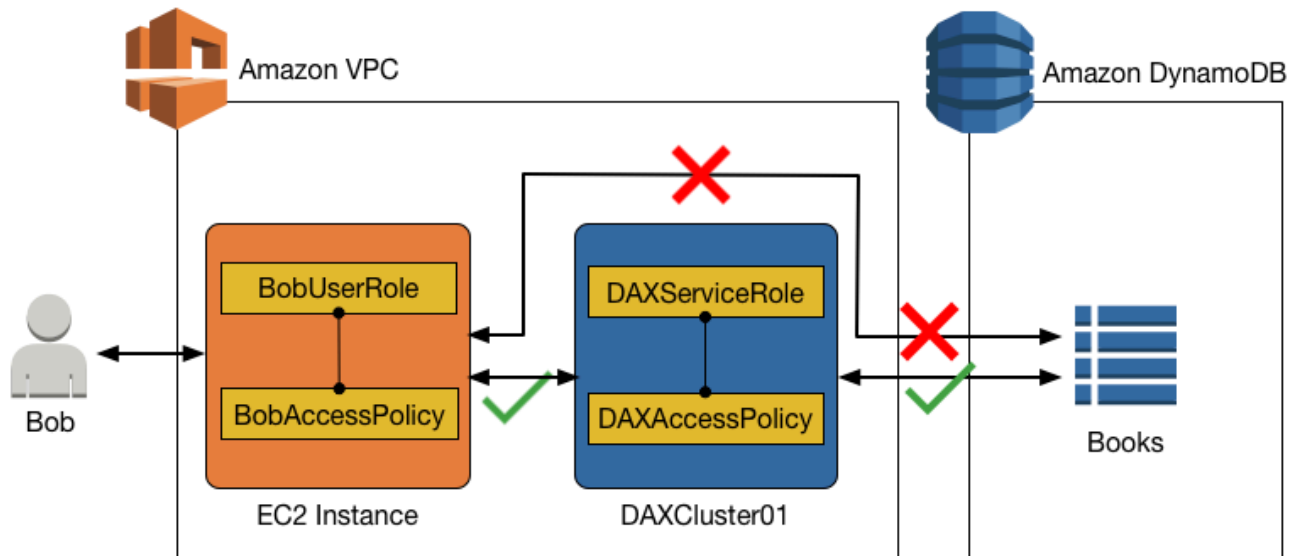 Amazon VPC
Amazon DynamoDB
BobUserRole
DAXServiceRole
BobAccessPolicy
DAXAccessPolicy
Bob
Books
EC2 Instance
DAXCluster01